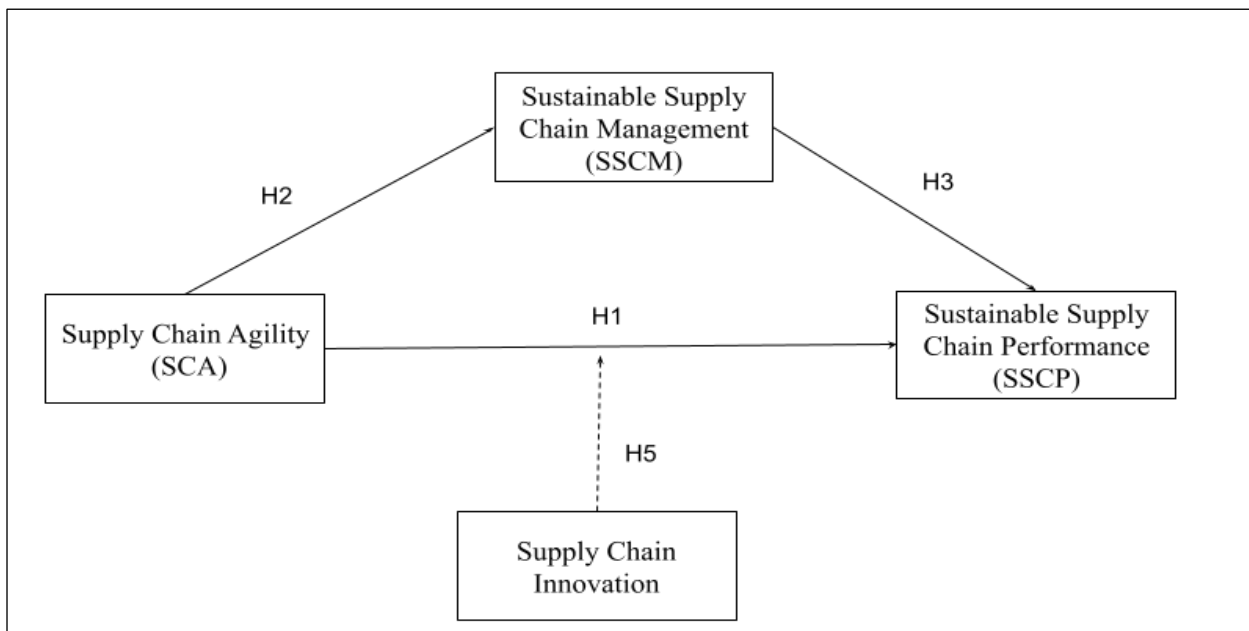 Sustainable Supply
Chain Management
(SSCM)
H2
H3
Supply Chain Agility
(SCA)
H1
Sustainable Supply
Chain Performance
(SSCP)
H5
Supply Chain
Innovation